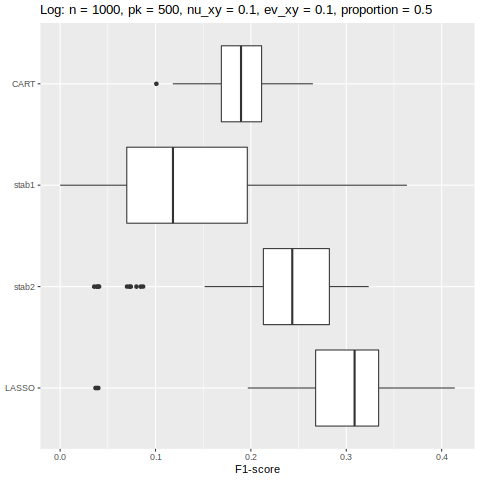 Log: n = 1000, pk = 500, nu_xy = 0.1, ev_xy = 0.1, proportion = 0.5
CART
stab1
stab2
LASSO
0.0 0.1 0.2 0.3 0.4
F1-score